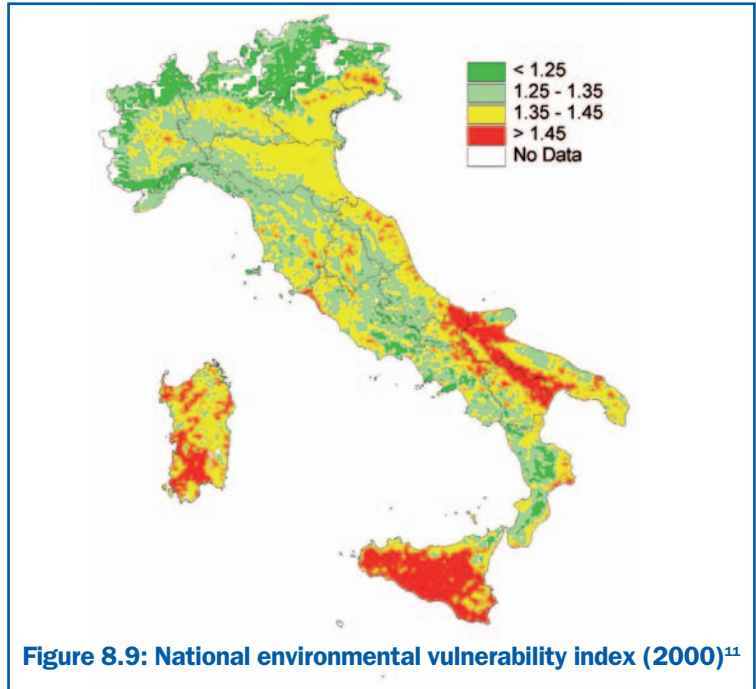 < 1.25
1.25 - 1.35
1.35 - 1.45
> 1.45
No Data
Figure 8.9: National environmental vulnerability index (2000)¹¹